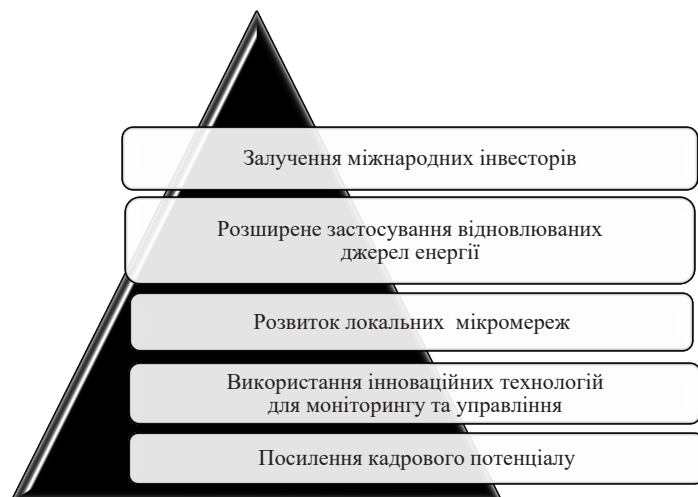 Залучення міжнародних інвесторів
Розширене застосування відновлюваних
джерел енергії
Розвиток локальних мікромереж
Використання інноваційних технологій
для моніторингу та управління
Посилення кадрового потенціалу